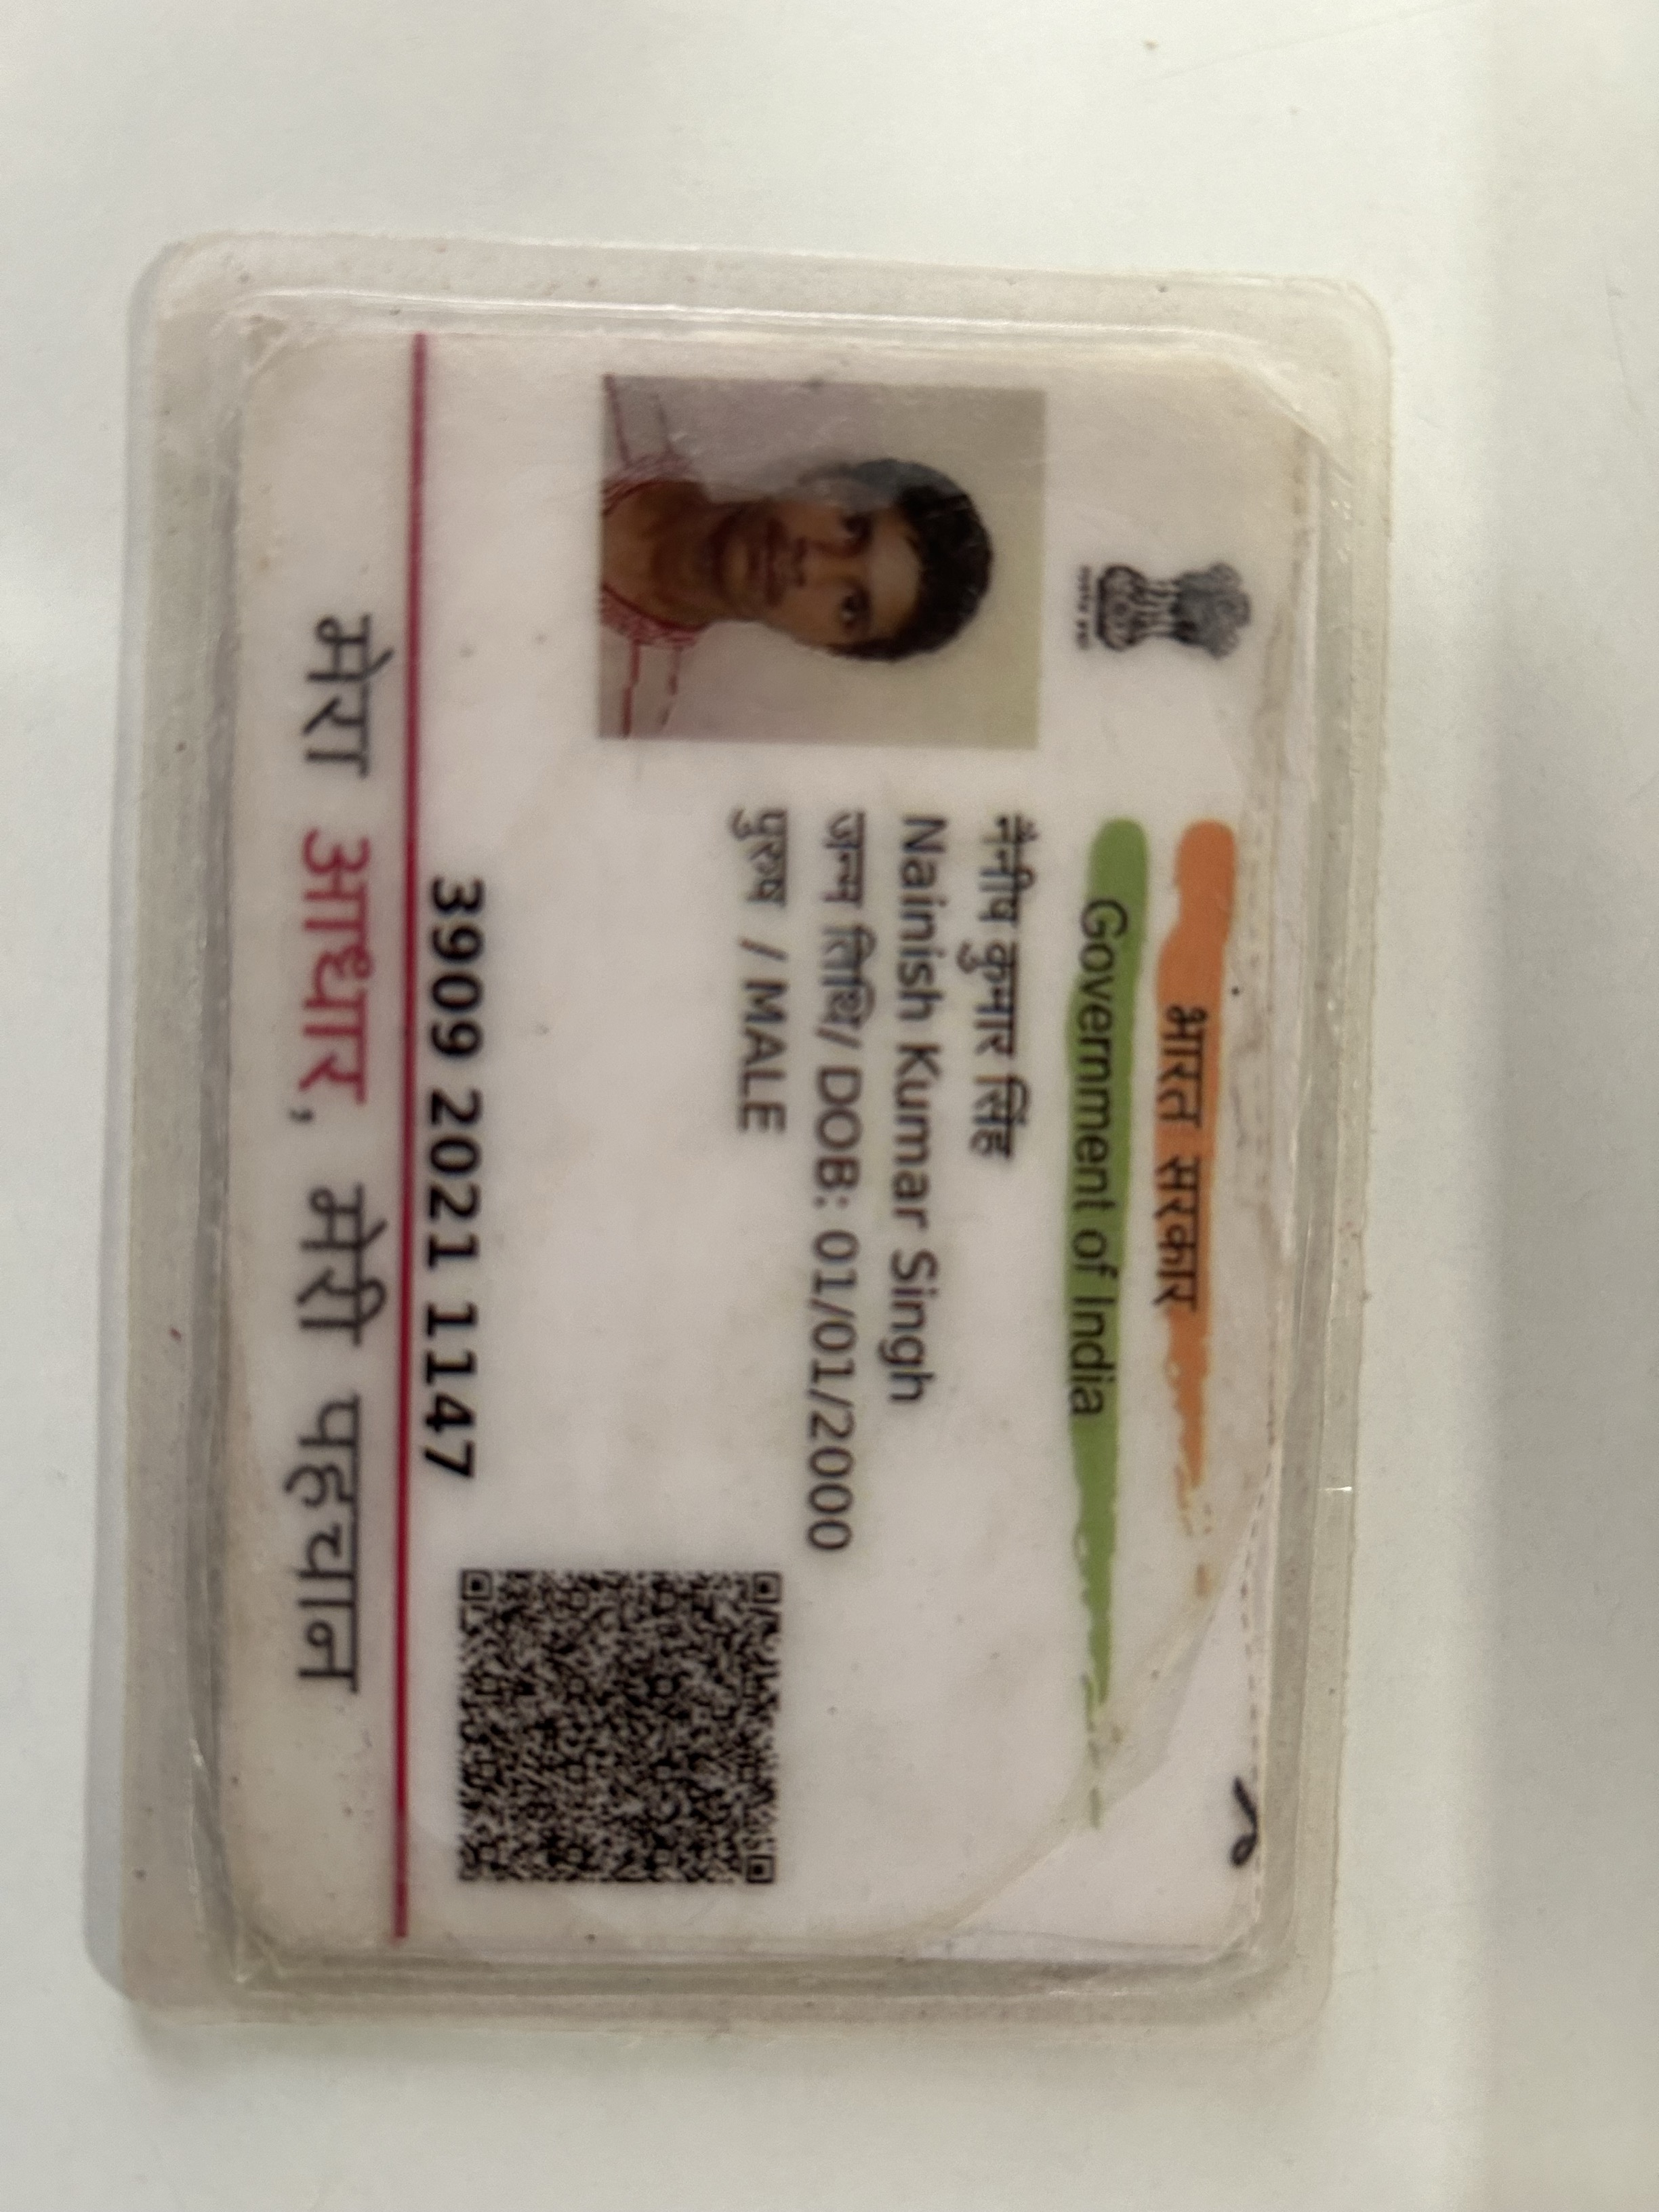 भारत सरकार
Government of India
नैनीष कुमार सिंह
Nainish Kumar Singh
जन्म तिथि/ DOB: 01/01/2000
पुरुष / MALE
3909 2021 1147
मेरा आधार, मेरी पहचान